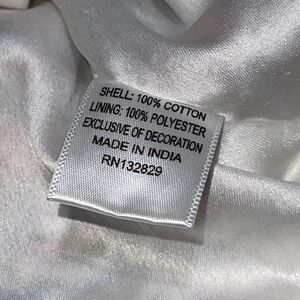 SHELL: 100% COTTON
LINING: 100% POLYESTER
EXCLUSIVE OF DECORATION
MADE IN INDIA
RN132829